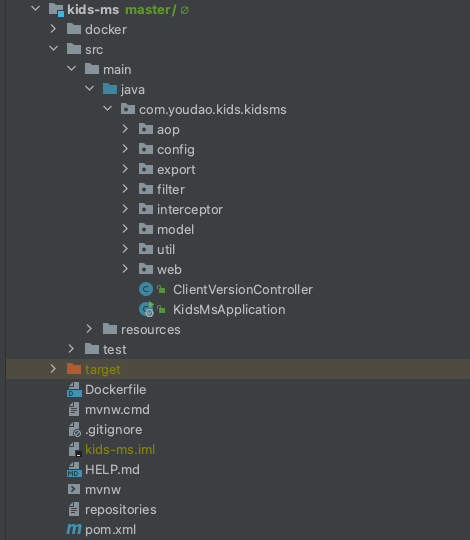 kids-ms master / ∅
docker
src
main
java
com.youdao.kids.kidsms
aop
config
export
filter
interceptor
model
util
web
ClientVersionController
KidsMsApplication
resources
test
target
Dockerfile
mvnw.cmd
.gitignore
kids-ms.iml
HELP.md
mvnw
repositories
pom.xml